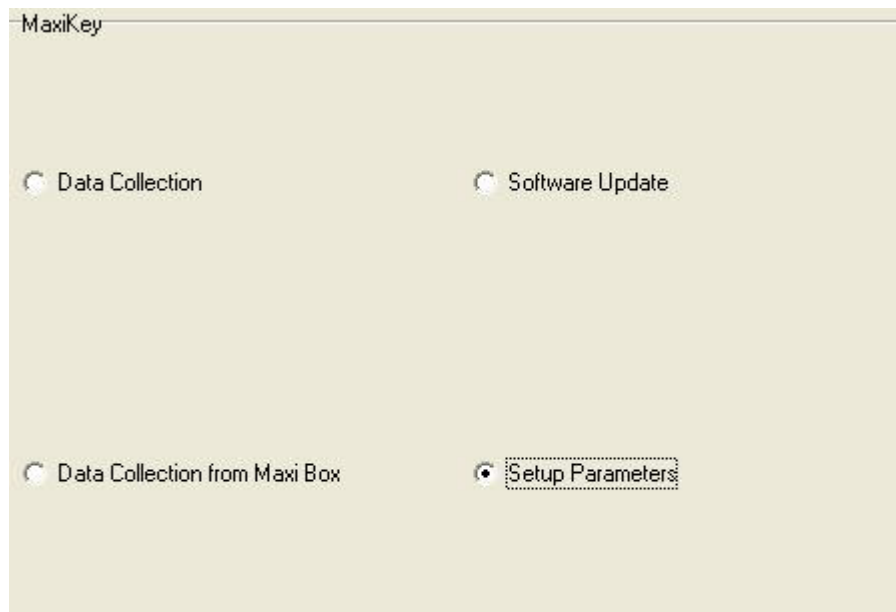 MaxiKey
Data Collection
Software Update
Data Collection from Maxi Box
Setup Parameters